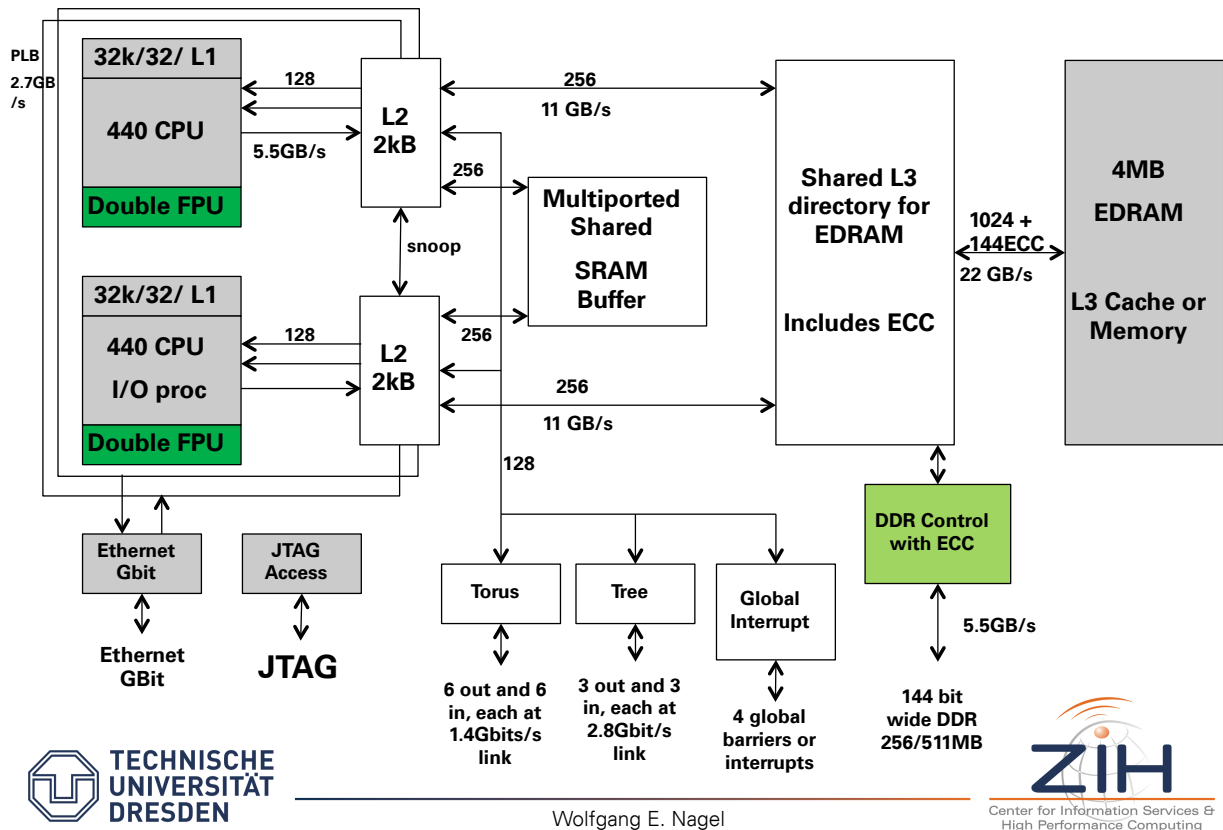 PLB
2.7GB
/s
32k/32/ L1
440 CPU
Double FPU
128
5.5GB/s
L2
2kB
256
11 GB/s
256
Multiported
Shared
SRAM
Buffer
snoop
Shared L3
directory for
EDRAM
Includes ECC
1024 +
144ECC
22 GB/s
4MB
EDRAM
L3 Cache or
Memory
32k/32/ L1
440 CPU
I/O proc
Double FPU
128
L2
2kB
256
256
11 GB/s
128
Ethernet
Gbit
JTAG
Access
Torus
Tree
Global
Interrupt
DDR Control
with ECC
5.5GB/s
Ethernet
GBit
JTAG
6 out and 6
in, each at
1.4Gbits/s
link
3 out and 3
in, each at
2.8Gbit/s
link
4 global
barriers or
interrupts
144 bit
wide DDR
256/511MB
TECHNISCHE
UNIVERSITÄT
DRESDEN
Wolfgang E. Nagel
ZIH
Center for Information Services &
High Performance Computing